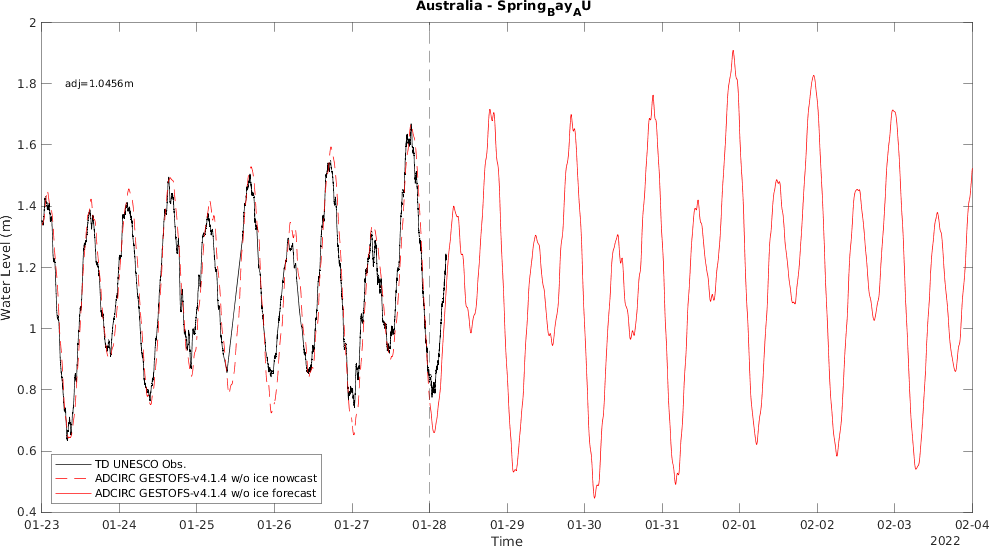 Australia - SpringBayAU
2
1.8
1.6
1.4
1.2
1
0.8
0.6
0.4
Water Level (m)
adj=1.0456m
TD UNESCO Obs.
ADCIRC GESTOFS-v4.1.4 w/o ice nowcast
ADCIRC GESTOFS-v4.1.4 w/o ice forecast
01-23 01-24 01-25 01-26 01-27 01-28 01-29 01-30 01-31 02-01 02-02 02-03 02-04
Time
2022